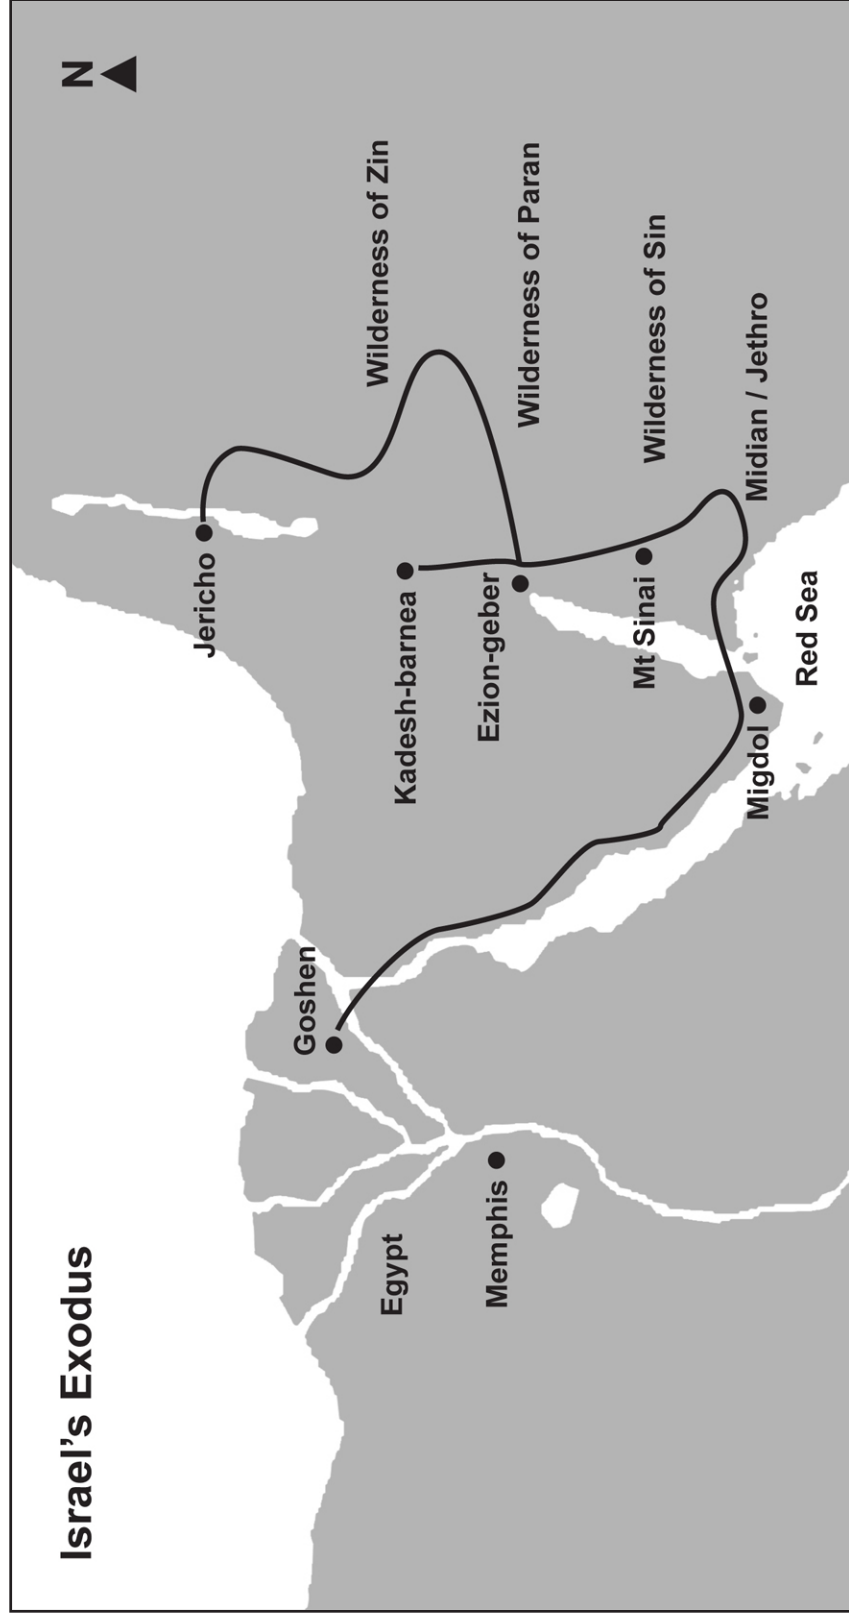 Israel’s Exodus
N
Jericho
Goshen
Wilderness of Zin
Egypt
Kadesh-barnea
Memphis
Ezion-geber
Wilderness of Paran
Mt Sinai
Wilderness of Sin
Migdol
Midian / Jethro
Red Sea